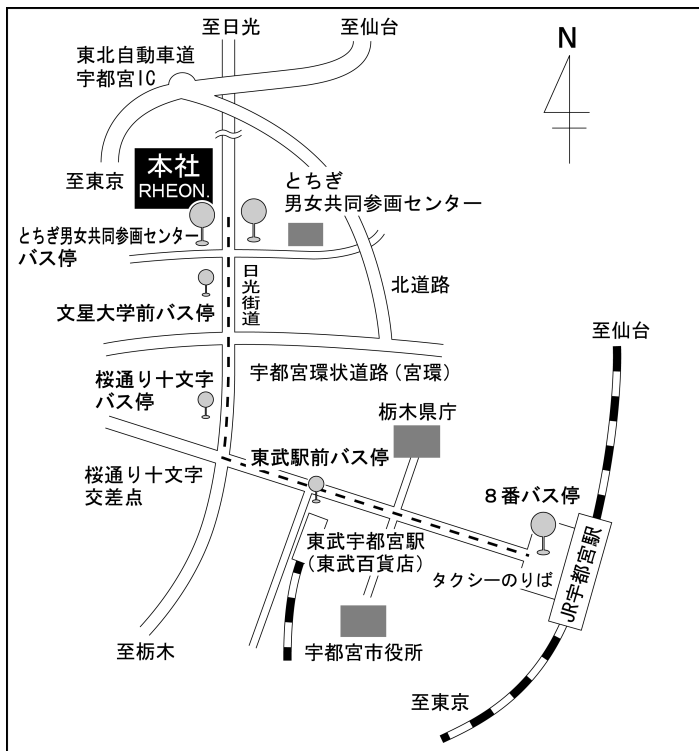 至日光
至仙台
東北自動車道
宇都宮IC
N
本社
RHEON.
至東京
とちぎ
男女共同参画センター
とちぎ男女共同参画センター
バス停
日光街道
北道路
文星大学前バス停
至仙台
宇都宮環状道路(宮環)
桜通り十文字
バス停
栃木県庁
東武駅前バス停
桜通り十文字
交差点
8番バス停
東武宇都宮駅
(東武百貨店)
タクシーのりば
JR宇都宮駅
至栃木
宇都宮市役所
至東京